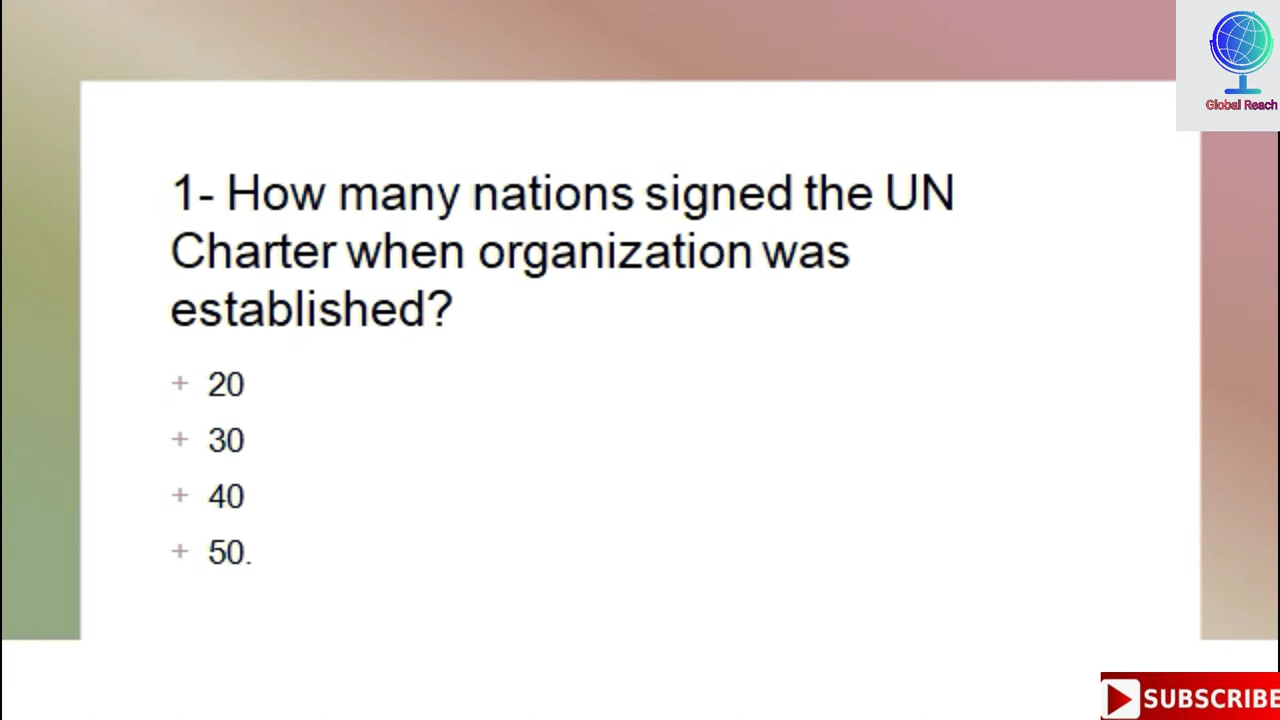 Global Reach
1- How many nations signed the UN
Charter when organization was
established?
+ 20
+ 30
+ 40
+ 50.
SUBSCRIBE